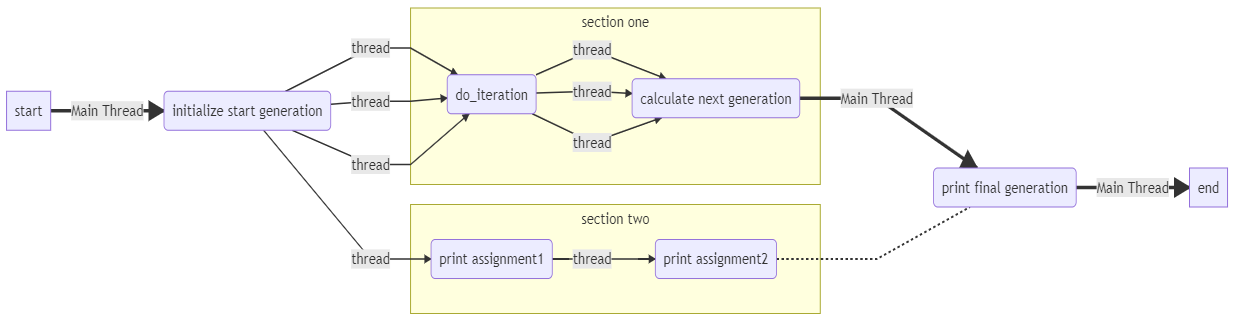 section one
thread
thread
thread
do_iteration
thread
thread
thread
calculate next generation
Main Thread
start
Main Thread
initialize start generation
print final generation
Main Thread
end
section two
thread
print assignment1
thread
print assignment2